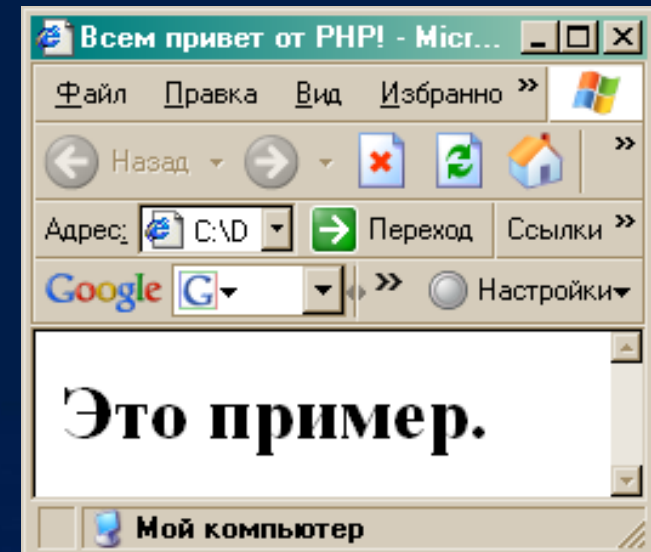 Всем привет от PHP! - Micr...
Файл Правка Вид Избранно »
Назад »
Адрес: C:\D Переход Ссылки »
Google G » Настройки
Это пример.
Мой компьютер